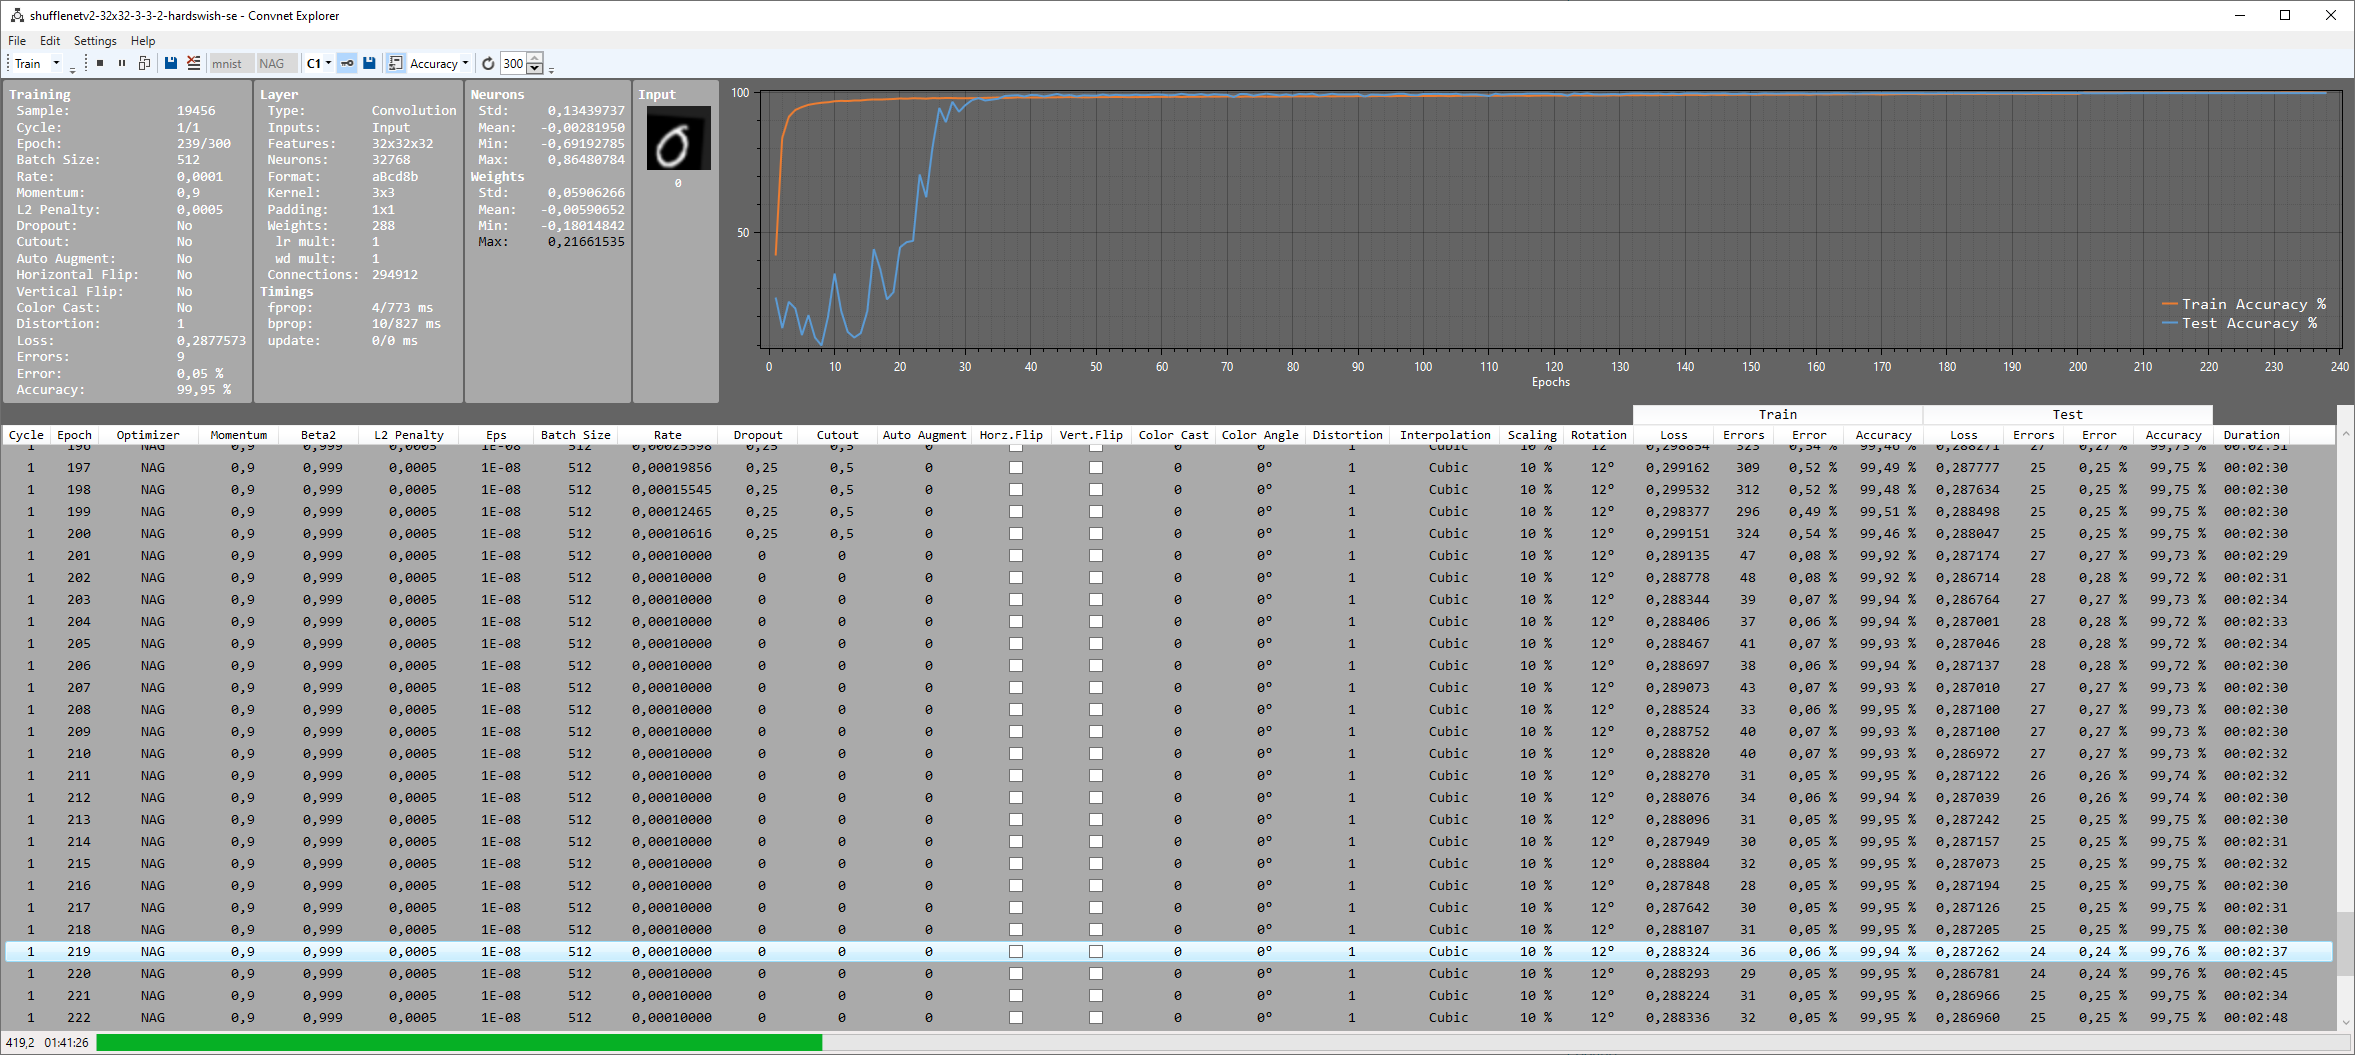 shufflenetv2-32x32-3-3-2-hardswish-se - Convnet Explorer
File Edit Settings Help
Train mnist NAG C1 Accuracy 300
Training
Sample: 19456
Cycle: 1/1
Epoch: 239/300
Batch Size: 512
Rate: 0,0001
Momentum: 0,9
L2 Penalty: 0,0005
Dropout: No
Cutout: No
Auto Augment: No
Horizontal Flip: No
Vertical Flip: No
Color Cast: No
Distortion: 1
Loss: 0,2877573
Errors: 9
Error: 0,05 %
Accuracy: 99,95 %
Layer
Type: Convolution
Inputs: Input
Features: 32x32x32
Neurons: 32768
Format: aBcd8b
Kernel: 3x3
Padding: 1x1
Weights: 288
lr mult: 1
wd mult: 1
Connections: 294912
Timings
fprop: 4/773 ms
bprop: 10/827 ms
update: 0/0 ms
Neurons
Std: 0,13439737
Mean: -0,00281950
Min: -0,69192785
Max: 0,86480784
Weights
Std: 0,05906266
Mean: -0,00590652
Min: -0,18014842
Max: 0,21661535
Input
0
100
50
Train Accuracy %
Test Accuracy %
0 10 20 30 40 50 60 70 80 90 100 110 120 130 140 150 160 170 180 190 200 210 220 230 240
Epochs
Train Test
Cycle Epoch Optimizer Momentum Beta2 L2 Penalty Eps Batch Size Rate Dropout Cutout Auto Augment Horz.Flip Vert.Flip Color Cast Color Angle Distortion Interpolation Scaling Rotation Loss Errors Error Accuracy Loss Errors Error Accuracy Duration
1 196 NAG 0,9 0,999 0,0005 1E-08 512 0,00025398 0,25 0,5 0 0 0° 1 Cubic 10 % 12° 0,298854 323 0,54 % 99,46 % 0,288271 27 0,27 % 99,73 % 00:02:31
1 197 NAG 0,9 0,999 0,0005 1E-08 512 0,00019856 0,25 0,5 0 0 0° 1 Cubic 10 % 12° 0,299162 309 0,52 % 99,49 % 0,287777 25 0,25 % 99,75 % 00:02:30
1 198 NAG 0,9 0,999 0,0005 1E-08 512 0,00015545 0,25 0,5 0 0 0° 1 Cubic 10 % 12° 0,299532 312 0,52 % 99,48 % 0,287634 25 0,25 % 99,75 % 00:02:30
1 199 NAG 0,9 0,999 0,0005 1E-08 512 0,00012465 0,25 0,5 0 0 0° 1 Cubic 10 % 12° 0,298377 296 0,49 % 99,51 % 0,288498 25 0,25 % 99,75 % 00:02:30
1 200 NAG 0,9 0,999 0,0005 1E-08 512 0,00010616 0,25 0,5 0 0 0° 1 Cubic 10 % 12° 0,299151 324 0,54 % 99,46 % 0,288047 25 0,25 % 99,75 % 00:02:30
1 201 NAG 0,9 0,999 0,0005 1E-08 512 0,00010000 0 0 0 0 0° 1 Cubic 10 % 12° 0,289135 47 0,08 % 99,92 % 0,287174 27 0,27 % 99,73 % 00:02:29
1 202 NAG 0,9 0,999 0,0005 1E-08 512 0,00010000 0 0 0 0 0° 1 Cubic 10 % 12° 0,288778 48 0,08 % 99,92 % 0,286714 28 0,28 % 99,72 % 00:02:31
1 203 NAG 0,9 0,999 0,0005 1E-08 512 0,00010000 0 0 0 0 0° 1 Cubic 10 % 12° 0,288344 39 0,07 % 99,94 % 0,286764 27 0,27 % 99,73 % 00:02:34
1 204 NAG 0,9 0,999 0,0005 1E-08 512 0,00010000 0 0 0 0 0° 1 Cubic 10 % 12° 0,288406 37 0,06 % 99,94 % 0,287001 28 0,28 % 99,72 % 00:02:33
1 205 NAG 0,9 0,999 0,0005 1E-08 512 0,00010000 0 0 0 0 0° 1 Cubic 10 % 12° 0,288467 41 0,07 % 99,93 % 0,287046 28 0,28 % 99,72 % 00:02:34
1 206 NAG 0,9 0,999 0,0005 1E-08 512 0,00010000 0 0 0 0 0° 1 Cubic 10 % 12° 0,288697 38 0,06 % 99,94 % 0,287137 28 0,28 % 99,72 % 00:02:30
1 207 NAG 0,9 0,999 0,0005 1E-08 512 0,00010000 0 0 0 0 0° 1 Cubic 10 % 12° 0,289073 43 0,07 % 99,93 % 0,287010 27 0,27 % 99,73 % 00:02:30
1 208 NAG 0,9 0,999 0,0005 1E-08 512 0,00010000 0 0 0 0 0° 1 Cubic 10 % 12° 0,288524 33 0,06 % 99,95 % 0,287100 27 0,27 % 99,73 % 00:02:30
1 209 NAG 0,9 0,999 0,0005 1E-08 512 0,00010000 0 0 0 0 0° 1 Cubic 10 % 12° 0,288752 40 0,07 % 99,93 % 0,287100 27 0,27 % 99,73 % 00:02:30
1 210 NAG 0,9 0,999 0,0005 1E-08 512 0,00010000 0 0 0 0 0° 1 Cubic 10 % 12° 0,288820 40 0,07 % 99,93 % 0,286972 27 0,27 % 99,73 % 00:02:32
1 211 NAG 0,9 0,999 0,0005 1E-08 512 0,00010000 0 0 0 0 0° 1 Cubic 10 % 12° 0,288270 31 0,05 % 99,95 % 0,287122 26 0,26 % 99,74 % 00:02:32
1 212 NAG 0,9 0,999 0,0005 1E-08 512 0,00010000 0 0 0 0 0° 1 Cubic 10 % 12° 0,288076 34 0,06 % 99,94 % 0,287039 26 0,26 % 99,74 % 00:02:30
1 213 NAG 0,9 0,999 0,0005 1E-08 512 0,00010000 0 0 0 0 0° 1 Cubic 10 % 12° 0,288096 31 0,05 % 99,95 % 0,287242 25 0,25 % 99,75 % 00:02:30
1 214 NAG 0,9 0,999 0,0005 1E-08 512 0,00010000 0 0 0 0 0° 1 Cubic 10 % 12° 0,287949 30 0,05 % 99,95 % 0,287157 25 0,25 % 99,75 % 00:02:31
1 215 NAG 0,9 0,999 0,0005 1E-08 512 0,00010000 0 0 0 0 0° 1 Cubic 10 % 12° 0,288804 32 0,05 % 99,95 % 0,287073 25 0,25 % 99,75 % 00:02:32
1 216 NAG 0,9 0,999 0,0005 1E-08 512 0,00010000 0 0 0 0 0° 1 Cubic 10 % 12° 0,287848 28 0,05 % 99,95 % 0,287194 25 0,25 % 99,75 % 00:02:30
1 217 NAG 0,9 0,999 0,0005 1E-08 512 0,00010000 0 0 0 0 0° 1 Cubic 10 % 12° 0,287642 30 0,05 % 99,95 % 0,287126 25 0,25 % 99,75 % 00:02:31
1 218 NAG 0,9 0,999 0,0005 1E-08 512 0,00010000 0 0 0 0 0° 1 Cubic 10 % 12° 0,288107 31 0,05 % 99,95 % 0,287205 25 0,25 % 99,75 % 00:02:30
1 219 NAG 0,9 0,999 0,0005 1E-08 512 0,00010000 0 0 0 0 0° 1 Cubic 10 % 12° 0,288324 36 0,06 % 99,94 % 0,287262 24 0,24 % 99,76 % 00:02:37
1 220 NAG 0,9 0,999 0,0005 1E-08 512 0,00010000 0 0 0 0 0° 1 Cubic 10 % 12° 0,288293 29 0,05 % 99,95 % 0,286781 24 0,24 % 99,76 % 00:02:45
1 221 NAG 0,9 0,999 0,0005 1E-08 512 0,00010000 0 0 0 0 0° 1 Cubic 10 % 12° 0,288224 31 0,05 % 99,95 % 0,286966 25 0,25 % 99,75 % 00:02:34
1 222 NAG 0,9 0,999 0,0005 1E-08 512 0,00010000 0 0 0 0 0° 1 Cubic 10 % 12° 0,288336 32 0,05 % 99,95 % 0,286960 25 0,25 % 99,75 % 00:02:48
419,2 01:41:26